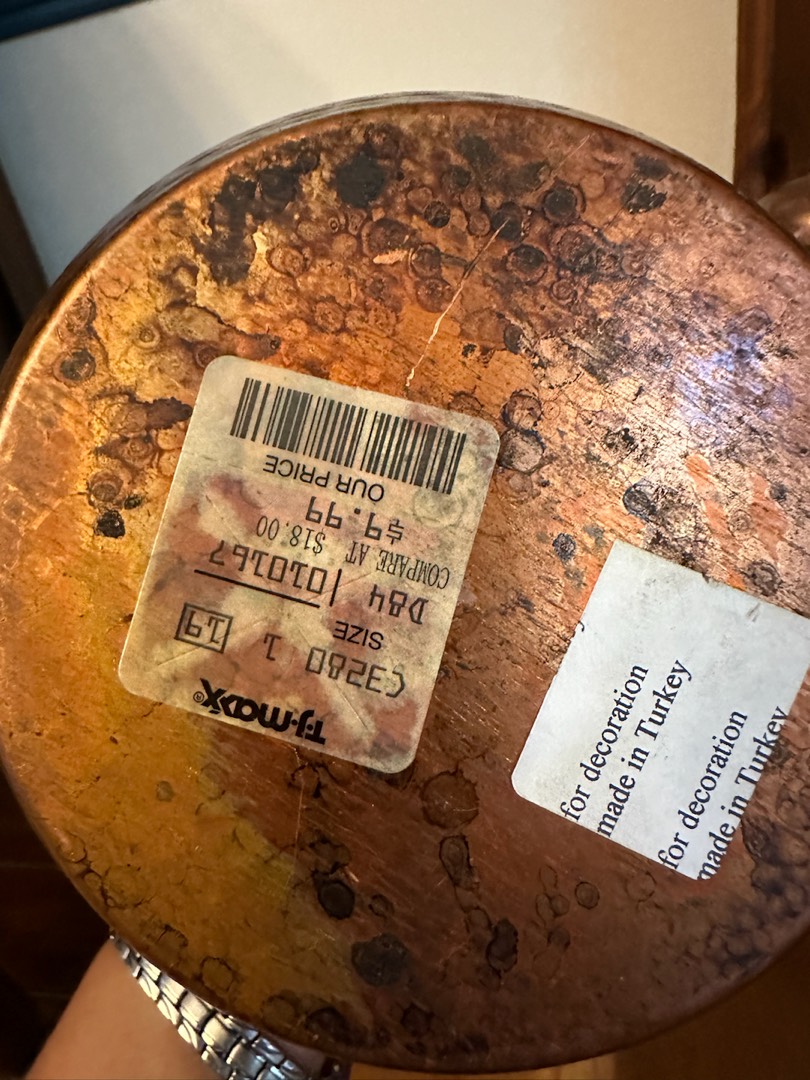 T·J·maxx®
C3280 1 19
SIZE
D84 010167
COMPARE AT $18.00
$9.99
OUR PRICE
for decoration
made in Turkey
for decoration
made in Turkey